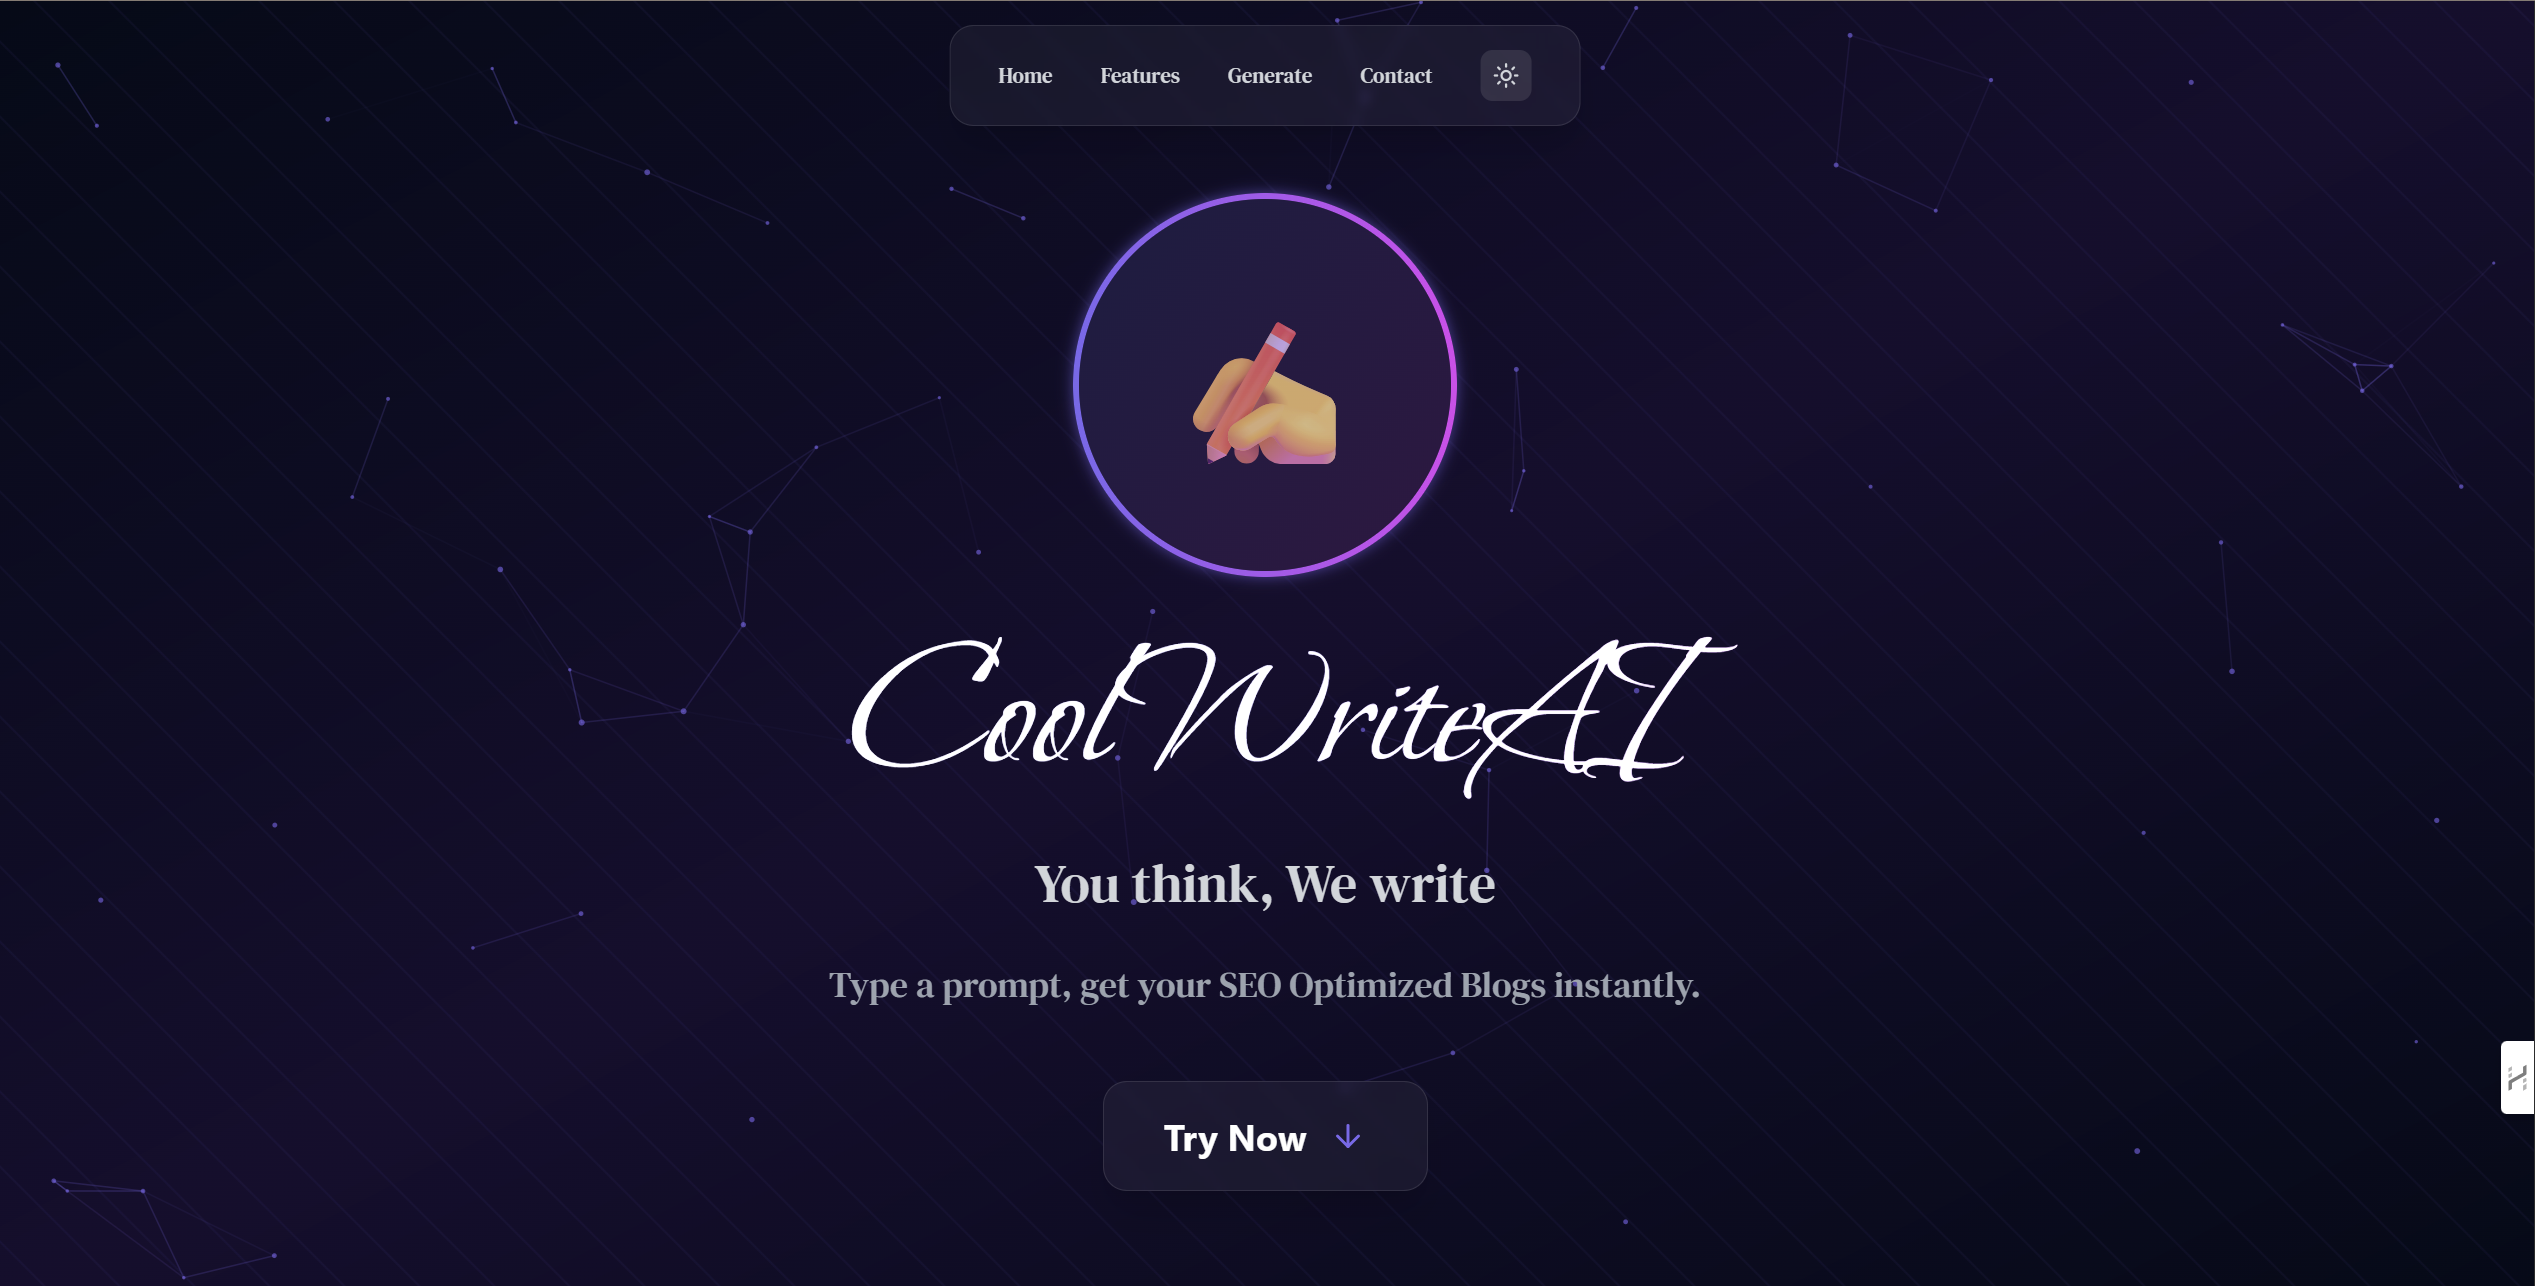 Home Features Generate Contact
CoolWriteAI
You think, We write
Type a prompt, get your SEO Optimized Blogs instantly.
Try Now